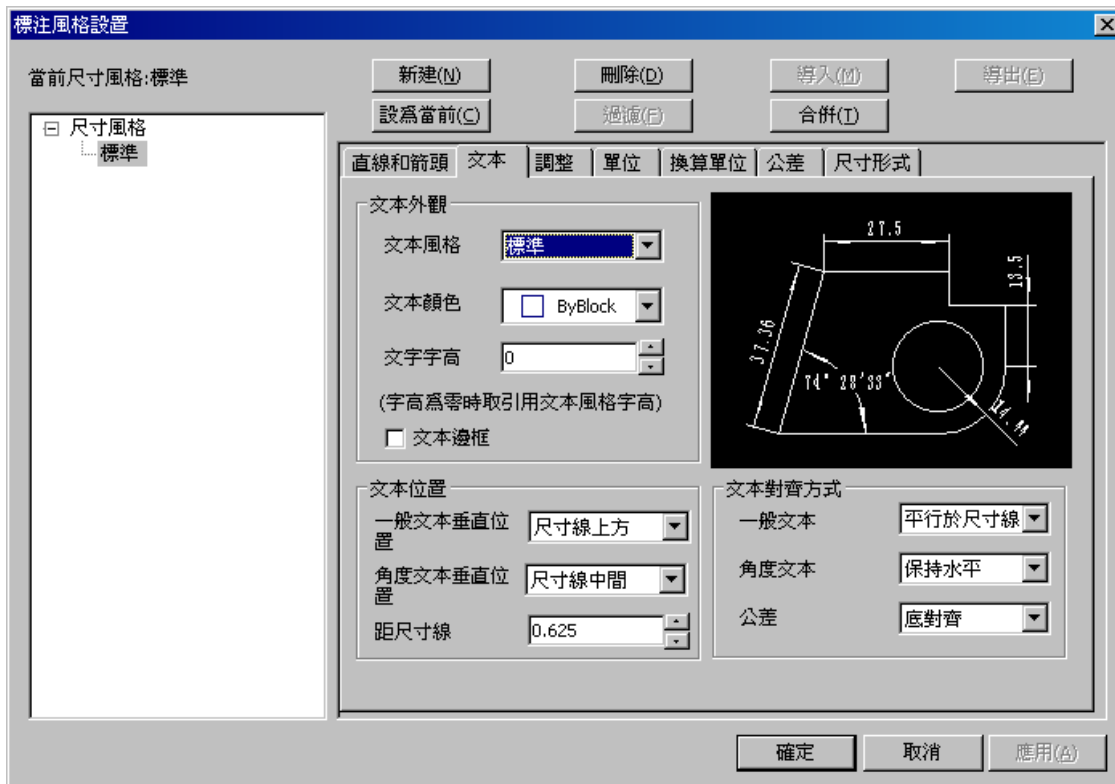 標注風格設置
當前尺寸風格:標準
新建(N)
刪除(D)
導入(M)
導出(E)
設爲當前(C)
過濾(F)
合併(T)
尺寸風格
標準
直線和箭頭
文本
調整
單位
換算單位
公差
尺寸形式
文本外觀
文本風格
標準
文本顏色
ByBlock
文字字高
0
(字高爲零時取引用文本風格字高)
文本邊框
27.5
13.5
37.36
74° 28'33"
文本位置
一般文本垂直位
置
尺寸線上方
角度文本垂直位
置
尺寸線中間
距尺寸線
0.625
文本對齊方式
一般文本
平行於尺寸線
角度文本
保持水平
公差
底對齊
確定
取消
應用(A)